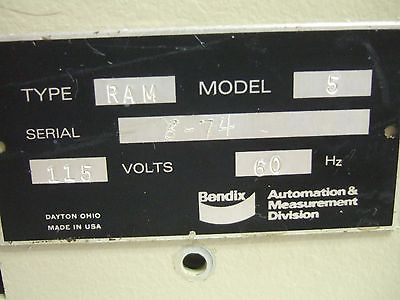 TYPE RAM MODEL 5
SERIAL 8-74
115 VOLTS 60 Hz
DAYTON OHIO
MADE IN USA
Bendix
Automation &
Measurement
Division